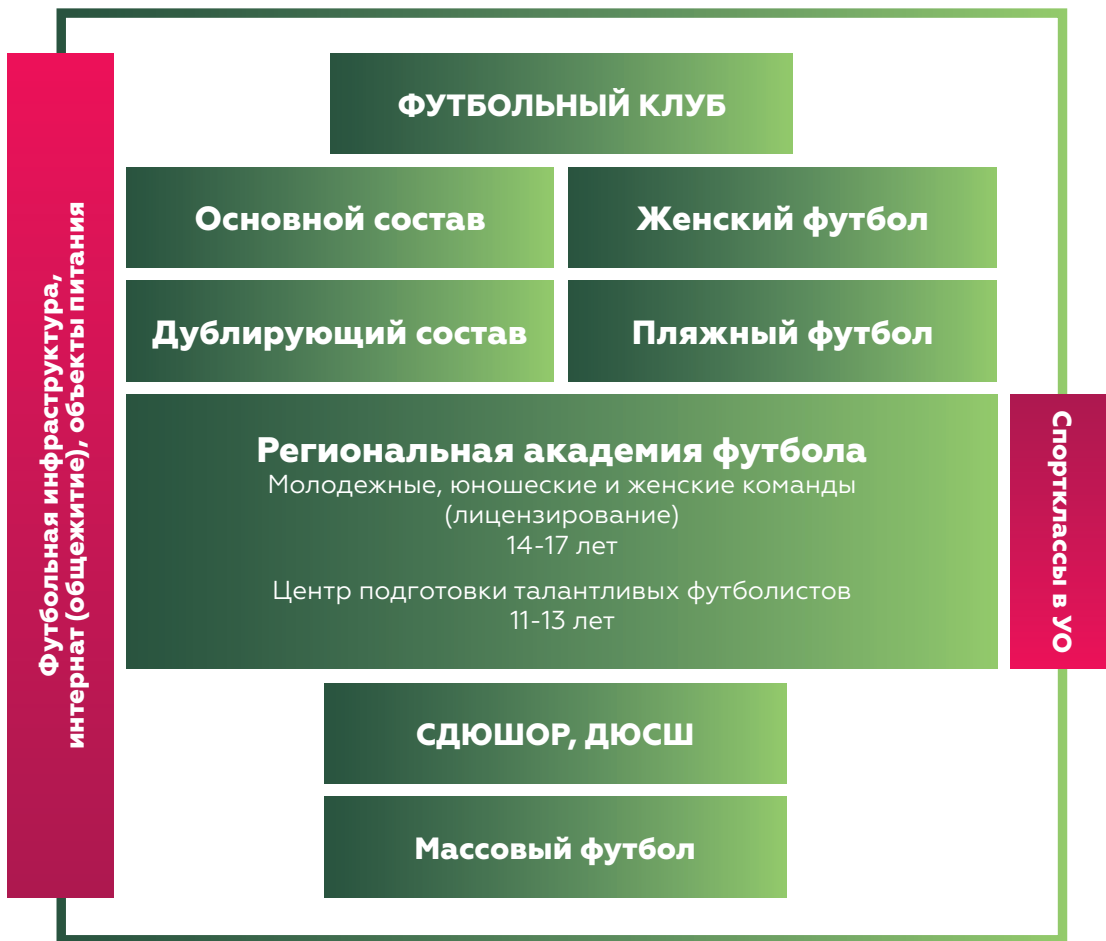 ФУТБОЛЬНЫЙ КЛУБ
Основной состав
Женский футбол
Дублирующий состав
Пляжный футбол
Региональная академия футбола
Молодежные, юношеские и женские команды
(лицензирование)
14-17 лет
Центр подготовки талантливых футболистов
11-13 лет
СДЮШОР, ДЮСШ
Массовый футбол
Футбольная инфраструктура,
интернат (общежитие), объекты питания
Спортклассы в УО